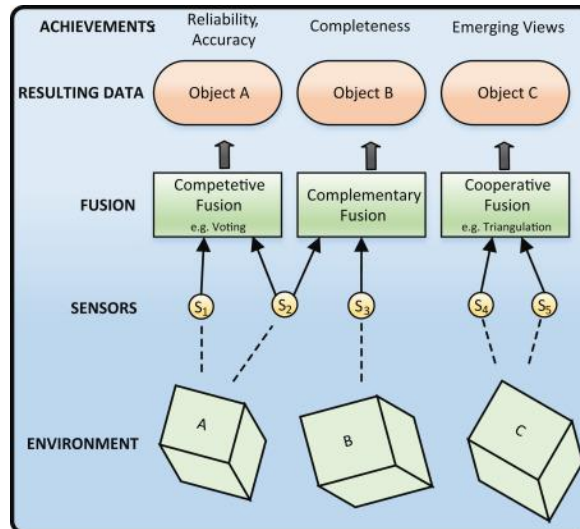 ACHIEVEMENTS: Reliability, Accuracy Completeness Emerging Views
RESULTING DATA Object A Object B Object C
FUSION
Competetive Fusion
e.g. Voting
Complementary Fusion
Cooperative Fusion
e.g. Triangulation
SENSORS S1 S2 S3 S4 S5
ENVIRONMENT A B C